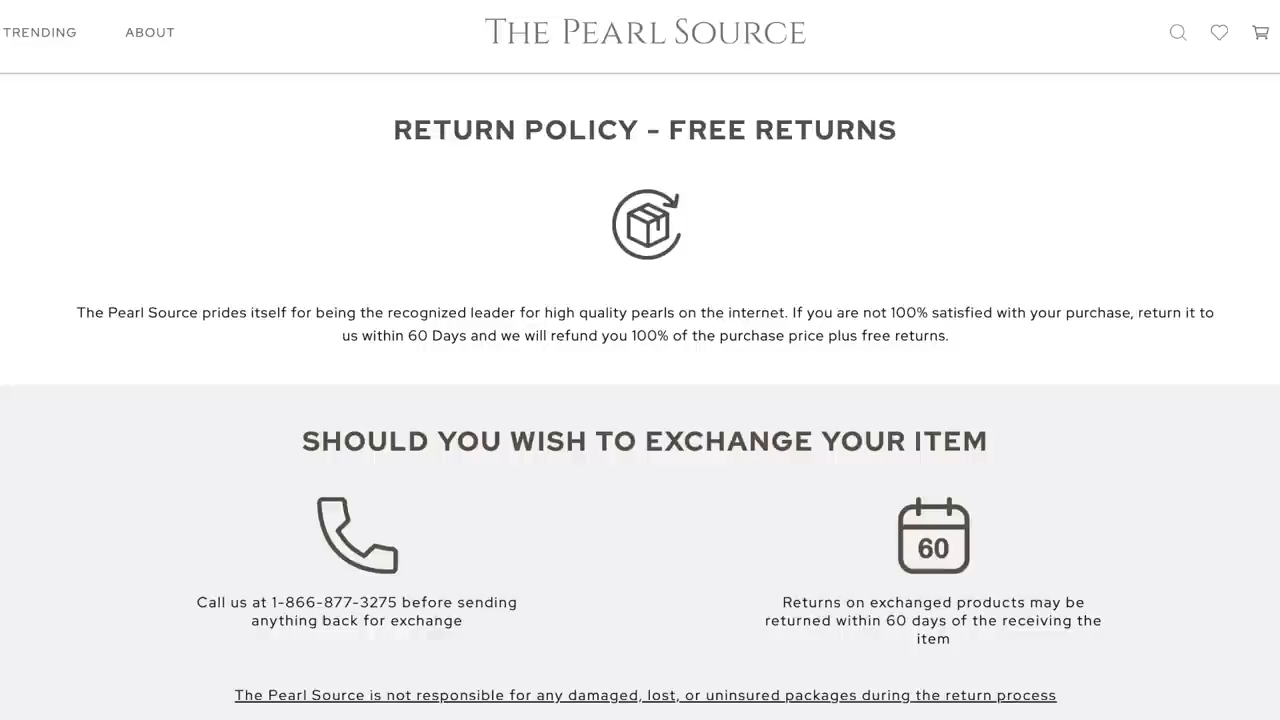 TRENDING ABOUT THE PEARL SOURCE
RETURN POLICY - FREE RETURNS
The Pearl Source prides itself for being the recognized leader for high quality pearls on the internet. If you are not 100% satisfied with your purchase, return it to
us within 60 Days and we will refund you 100% of the purchase price plus free returns.
SHOULD YOU WISH TO EXCHANGE YOUR ITEM
60
Call us at 1-866-877-3275 before sending
anything back for exchange
Returns on exchanged products may be
returned within 60 days of the receiving the
item
The Pearl Source is not responsible for any damaged, lost, or uninsured packages during the return process